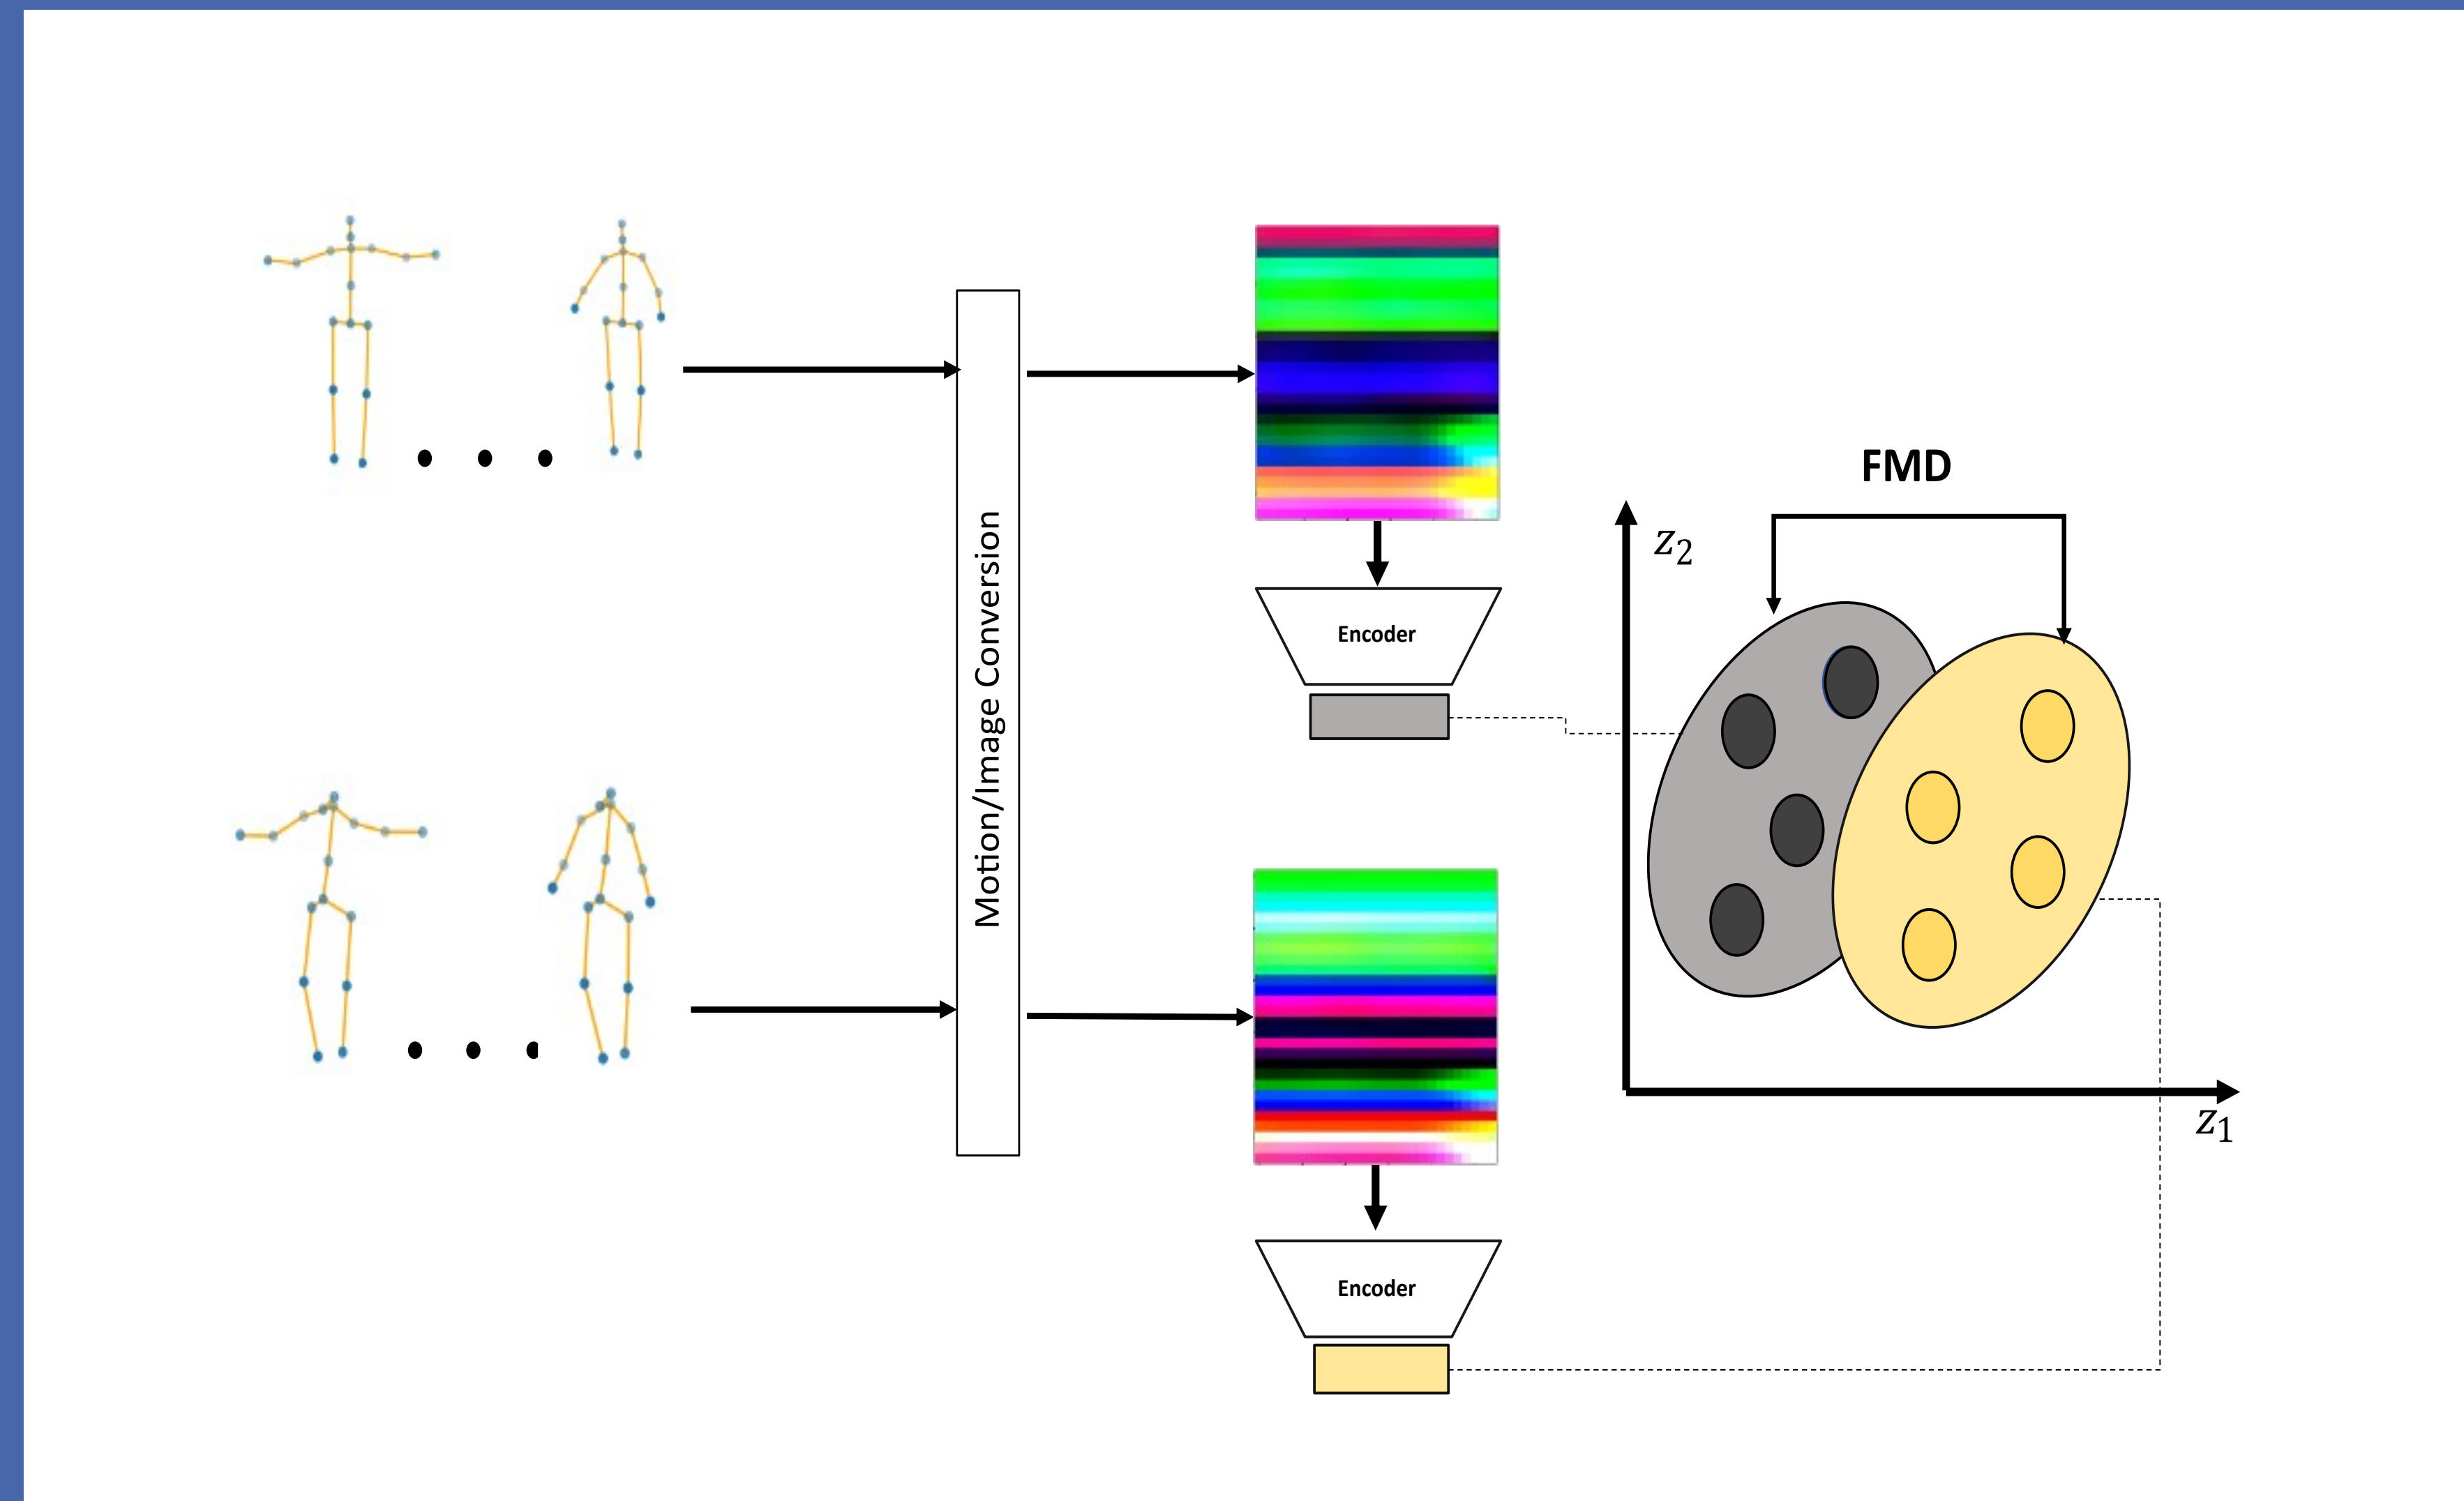 Motion/Image Conversion
Encoder
FMD
z₂
z₁
Encoder